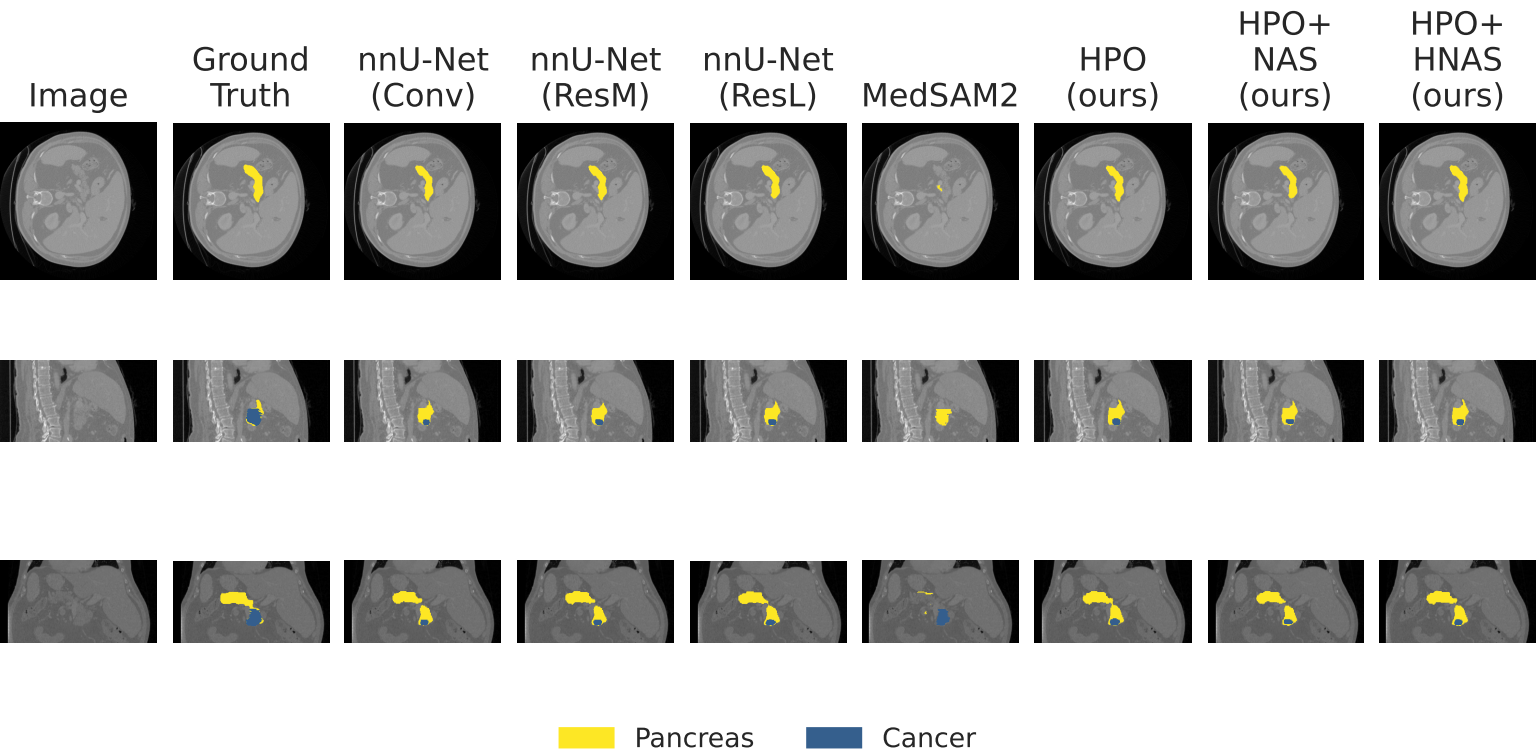 Image
Ground
Truth
nnU-Net
(Conv)
nnU-Net
(ResM)
nnU-Net
(ResL)
MedSAM2
HPO
(ours)
HPO+
NAS
(ours)
HPO+
HNAS
(ours)
Pancreas
Cancer